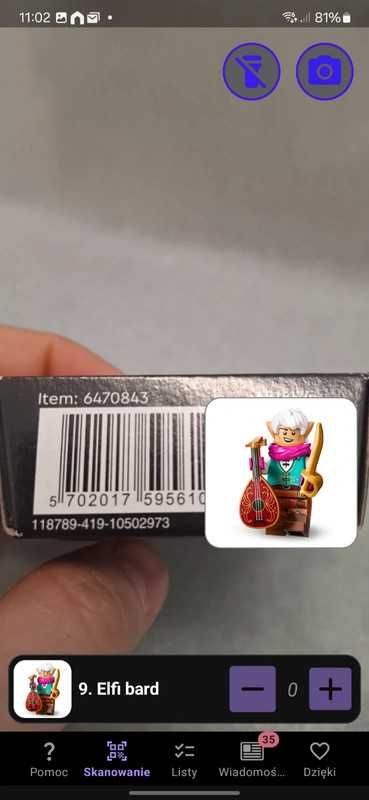 11:02
81%
Item: 6470843
5 702017 595610
118789-419-10502973
9. Elfi bard
0
35
Pomoc
Skanowanie
Listy
Wiadomoś...
Dzięki